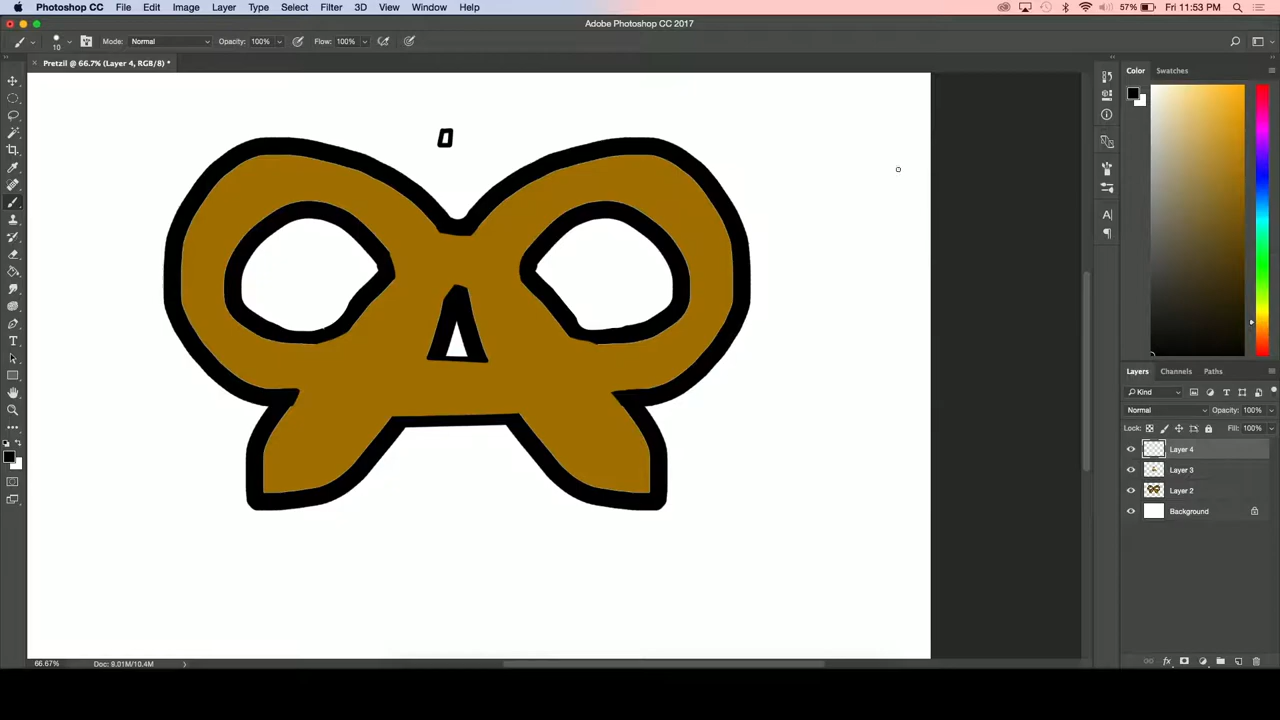 Photoshop CC File Edit Image Layer Type Select Filter 3D View Window Help 57% Fri 11:53 PM
Adobe Photoshop CC 2017
10 Mode: Normal Opacity: 100% Flow: 100%
Pretzil @ 66.7% (Layer 4, RGB/8) *
Color Swatches
Layers Channels Paths
Kind
Normal Opacity: 100%
Lock: Fill: 100%
Layer 4
Layer 3
Layer 2
Background
66.67% Doc: 9.01M/10.4M